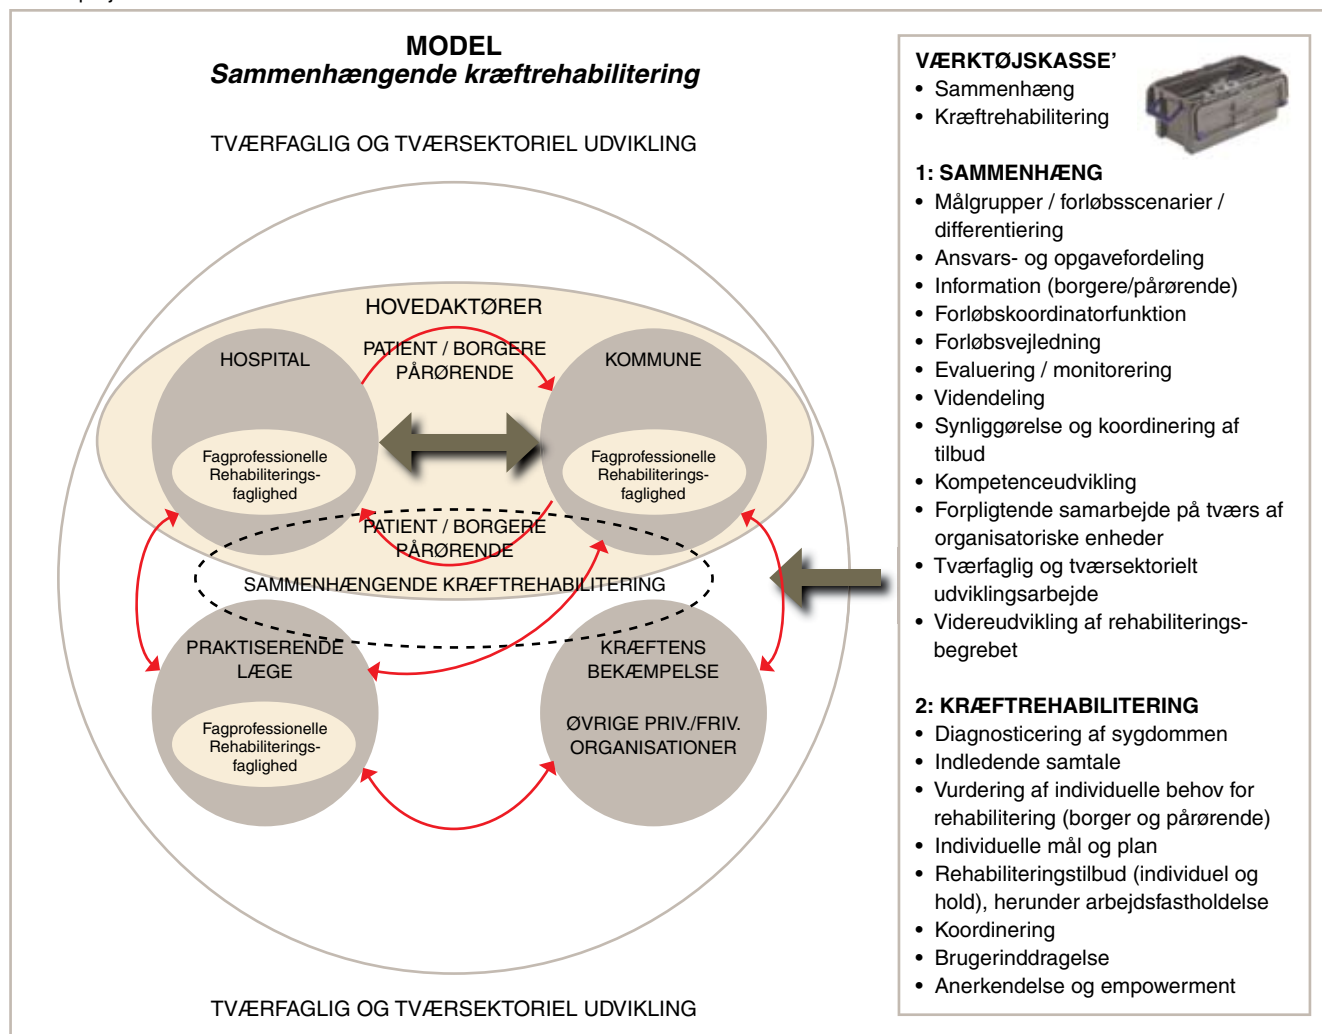 MODEL
Sammenhængende kræftrehabilitering
TVÆRFAGLIG OG TVÆRSEKTORIEL UDVIKLING
HOVEDAKTØRER
HOSPITAL
PATIENT / BORGERE
PÅRØRENDE
KOMMUNE
Fagprofessionelle
Rehabiliterings-
faglighed
Fagprofessionelle
Rehabiliterings-
faglighed
PATIENT / BORGERE
PÅRØRENDE
SAMMENHÆNGENDE KRÆFTREHABILITERING
PRAKTISERENDE
LÆGE
Fagprofessionelle
Rehabiliterings-
faglighed
KRÆFTENS
BEKÆMPELSE
ØVRIGE PRIV./FRIV.
ORGANISATIONER
TVÆRFAGLIG OG TVÆRSEKTORIEL UDVIKLING
VÆRKTØJSKASSE’
• Sammenhæng
• Kræftrehabilitering
1: SAMMENHÆNG
• Målgrupper / forløbsscenarier /
differentiering
• Ansvars- og opgavefordeling
• Information (borgere/pårørende)
• Forløbskoordinatorfunktion
• Forløbsvejledning
• Evaluering / monitorering
• Videndeling
• Synliggørelse og koordinering af
tilbud
• Kompetenceudvikling
• Forpligtende samarbejde på tværs af
organisatoriske enheder
• Tværfaglig og tværsektorielt
udviklingsarbejde
• Videreudvikling af rehabiliterings-
begrebet
2: KRÆFTREHABILITERING
• Diagnosticering af sygdommen
• Indledende samtale
• Vurdering af individuelle behov for
rehabilitering (borger og pårørende)
• Individuelle mål og plan
• Rehabiliteringstilbud (individuel og
hold), herunder arbejdsfastholdelse
• Koordinering
• Brugerinddragelse
• Anerkendelse og empowerment